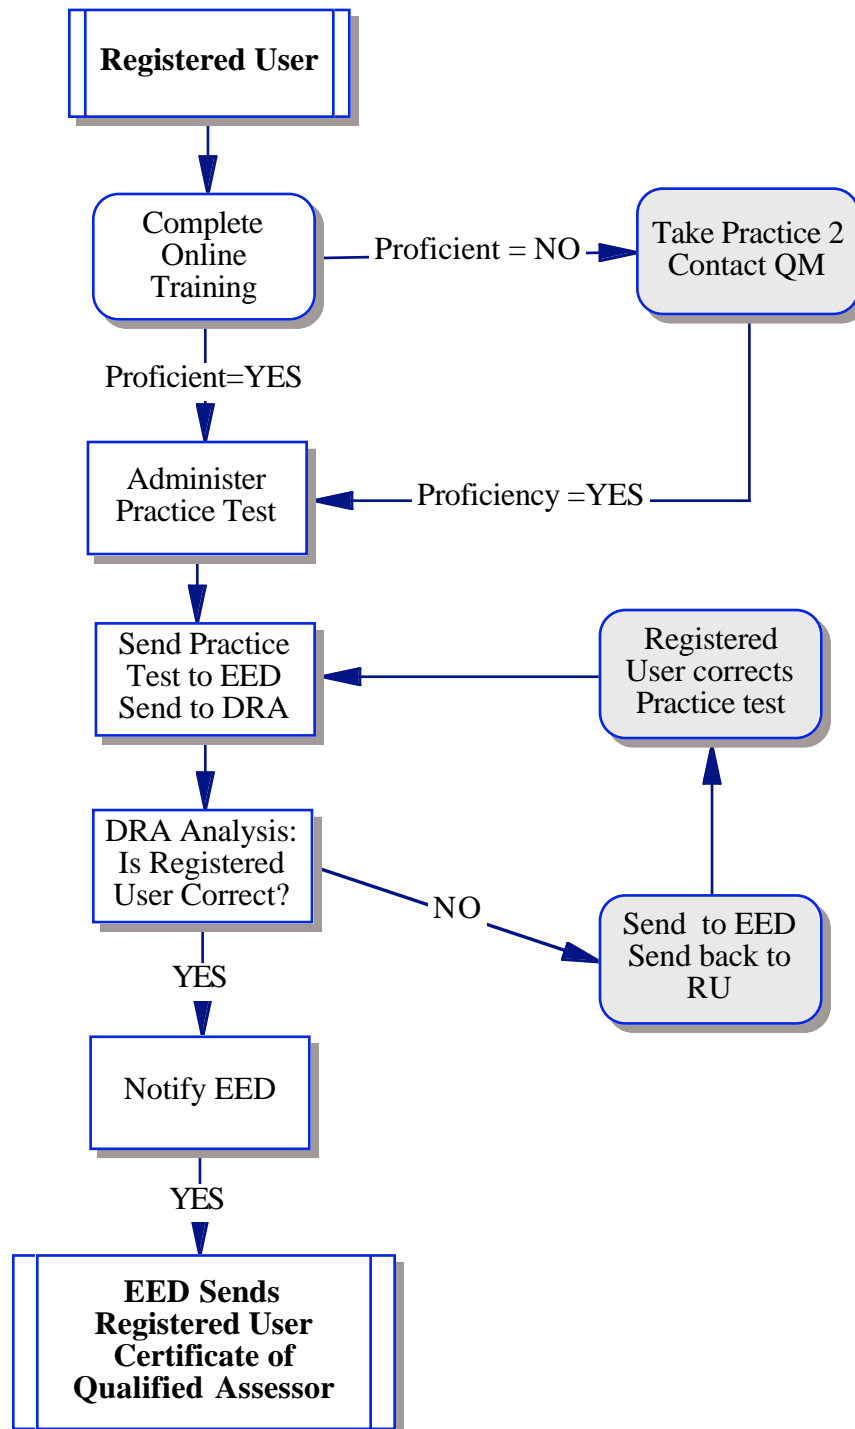 Registered User
Complete
Online
Training
Proficient = NO
Take Practice 2
Contact QM
Proficient=YES
Administer
Practice Test
Proficiency =YES
Send Practice
Test to EED
Send to DRA
Registered
User corrects
Practice test
DRA Analysis:
Is Registered
User Correct?
NO
Send  to EED
Send back to
RU
YES
Notify EED
YES
EED Sends
Registered User
Certificate of
Qualified Assessor